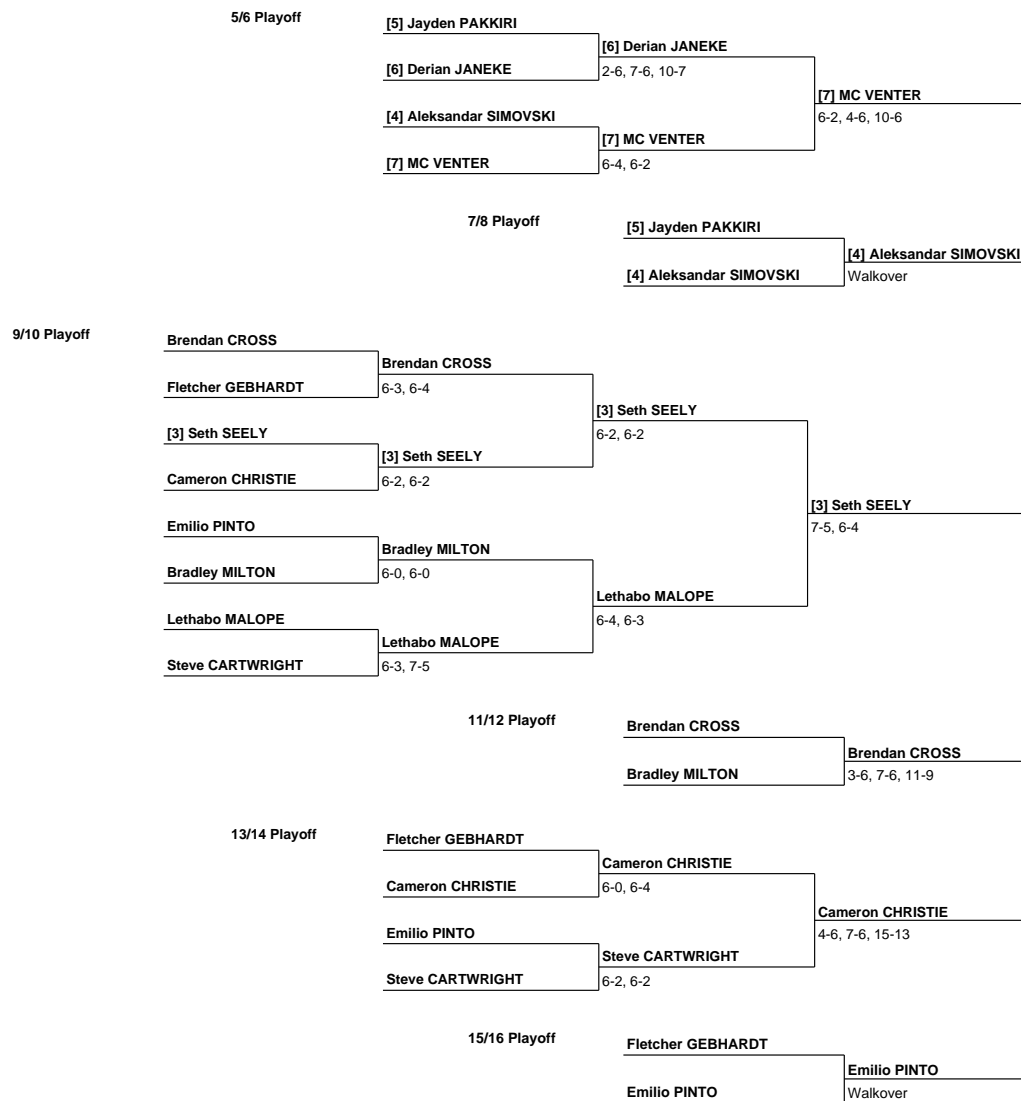 5/6 Playoff
[5] Jayden PAKKIRI
[6] Derian JANEKE
[6] Derian JANEKE
2-6, 7-6, 10-7
[7] MC VENTER
[4] Aleksandar SIMOVSKI
6-2, 4-6, 10-6
[7] MC VENTER
[7] MC VENTER
6-4, 6-2
7/8 Playoff
[5] Jayden PAKKIRI
[4] Aleksandar SIMOVSKI
[4] Aleksandar SIMOVSKI
Walkover
9/10 Playoff
Brendan CROSS
Brendan CROSS
Fletcher GEBHARDT
6-3, 6-4
[3] Seth SEELY
[3] Seth SEELY
6-2, 6-2
[3] Seth SEELY
Cameron CHRISTIE
6-2, 6-2
[3] Seth SEELY
Emilio PINTO
7-5, 6-4
Bradley MILTON
Bradley MILTON
6-0, 6-0
Lethabo MALOPE
Lethabo MALOPE
6-4, 6-3
Lethabo MALOPE
Steve CARTWRIGHT
6-3, 7-5
11/12 Playoff
Brendan CROSS
Brendan CROSS
Bradley MILTON
3-6, 7-6, 11-9
13/14 Playoff
Fletcher GEBHARDT
Cameron CHRISTIE
Cameron CHRISTIE
6-0, 6-4
Cameron CHRISTIE
Emilio PINTO
4-6, 7-6, 15-13
Steve CARTWRIGHT
Steve CARTWRIGHT
6-2, 6-2
15/16 Playoff
Fletcher GEBHARDT
Emilio PINTO
Emilio PINTO
Walkover